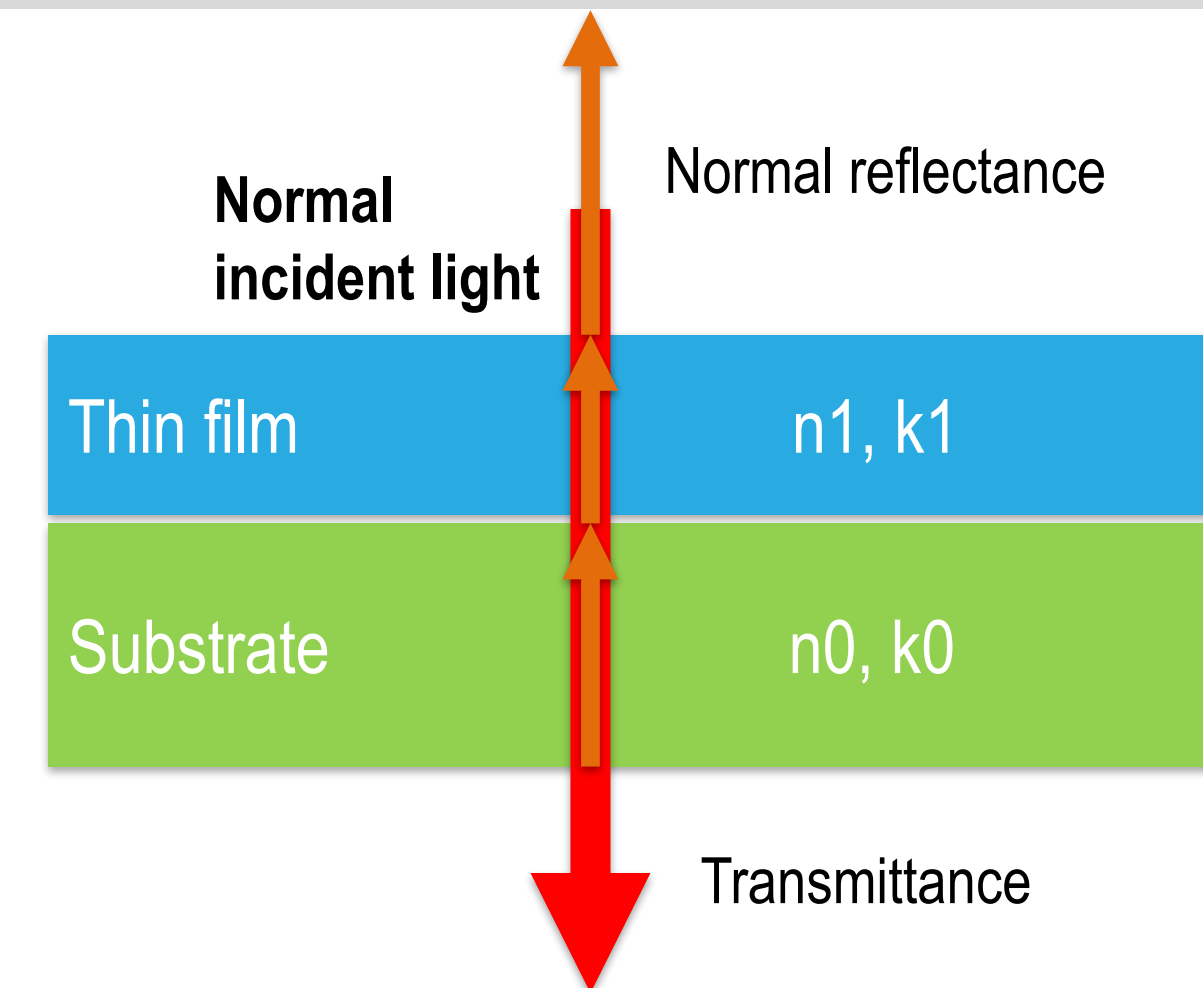 Normal reflectance
Normal
incident light
Thin film
n1, k1
Substrate
n0, k0
Transmittance